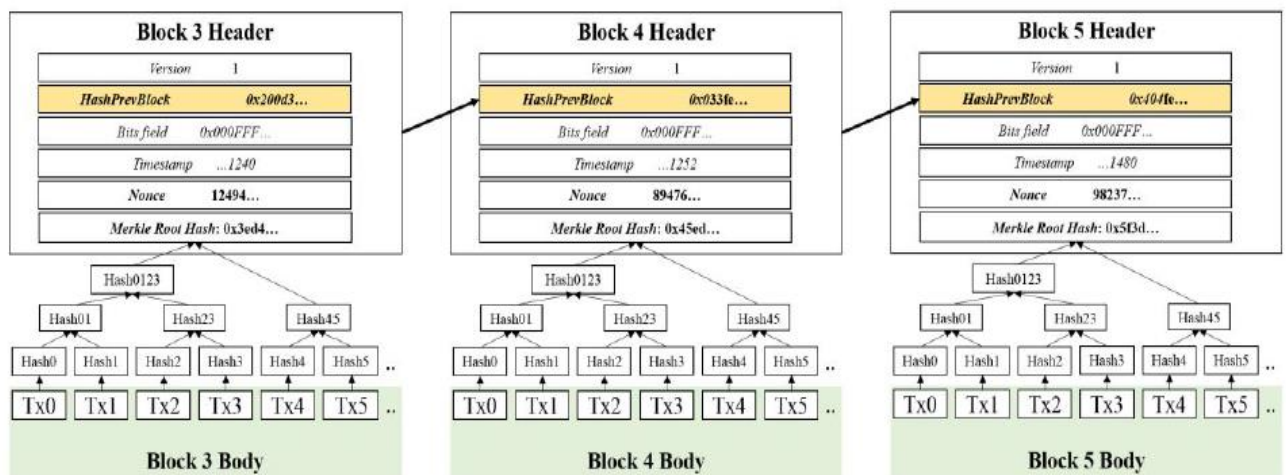 Block 3 Header
Version 1
HashPrevBlock 0x200d3...
Bits field 0x000FFF...
Timestamp ...1240
Nonce 12494...
Merkle Root Hash: 0x3ed4...
Hash0123
Hash01 Hash23 Hash45
Hash0 Hash1 Hash2 Hash3 Hash4 Hash5 ..
Tx0 Tx1 Tx2 Tx3 Tx4 Tx5 ..
Block 3 Body
Block 4 Header
Version 1
HashPrevBlock 0x033fe...
Bits field 0x000FFF...
Timestamp ...1252
Nonce 89476...
Merkle Root Hash: 0x45ed...
Hash0123
Hash01 Hash23 Hash45
Hash0 Hash1 Hash2 Hash3 Hash4 Hash5 ..
Tx0 Tx1 Tx2 Tx3 Tx4 Tx5 ..
Block 4 Body
Block 5 Header
Version 1
HashPrevBlock 0x404fe...
Bits field 0x000FFF...
Timestamp ...1480
Nonce 98237...
Merkle Root Hash: 0x5f3d...
Hash0123
Hash01 Hash23 Hash45
Hash0 Hash1 Hash2 Hash3 Hash4 Hash5 ..
Tx0 Tx1 Tx2 Tx3 Tx4 Tx5 ..
Block 5 Body